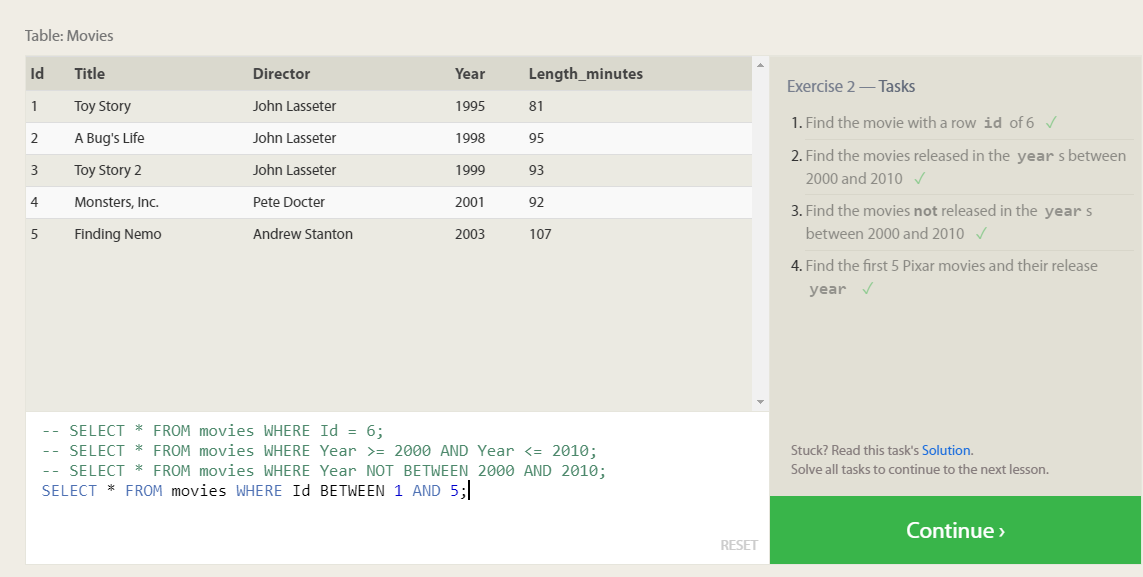 Table: Movies
Id Title Director Year Length_minutes
1 Toy Story John Lasseter 1995 81
2 A Bug's Life John Lasseter 1998 95
3 Toy Story 2 John Lasseter 1999 93
4 Monsters, Inc. Pete Docter 2001 92
5 Finding Nemo Andrew Stanton 2003 107
-- SELECT * FROM movies WHERE Id = 6;
-- SELECT * FROM movies WHERE Year >= 2000 AND Year <= 2010;
-- SELECT * FROM movies WHERE Year NOT BETWEEN 2000 AND 2010;
SELECT * FROM movies WHERE Id BETWEEN 1 AND 5;
RESET
Exercise 2 — Tasks
1. Find the movie with a row id of 6 ✓
2. Find the movies released in the year s between
2000 and 2010 ✓
3. Find the movies not released in the year s
between 2000 and 2010 ✓
4. Find the first 5 Pixar movies and their release
year ✓
Stuck? Read this task's Solution.
Solve all tasks to continue to the next lesson.
Continue ›